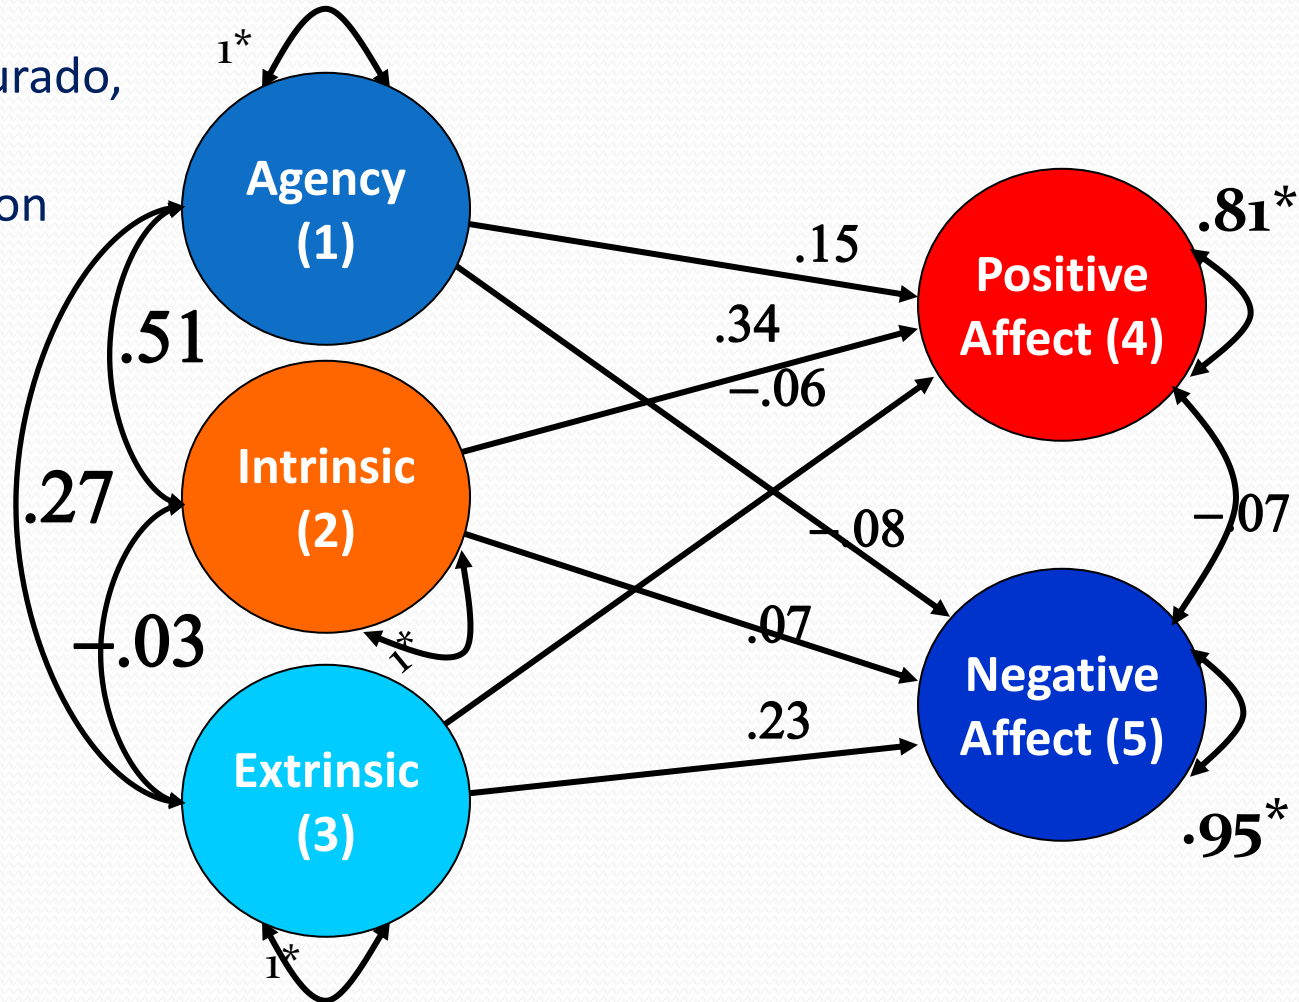 1*
urado,
on
Agency
(1)
.15
.81*
Positive
Affect (4)
.34
–.06
.51
Intrinsic
(2)
.27
–.08
–.07
–.03
1*
.07
Negative
Affect (5)
.23
Extrinsic
(3)
.95*
1*